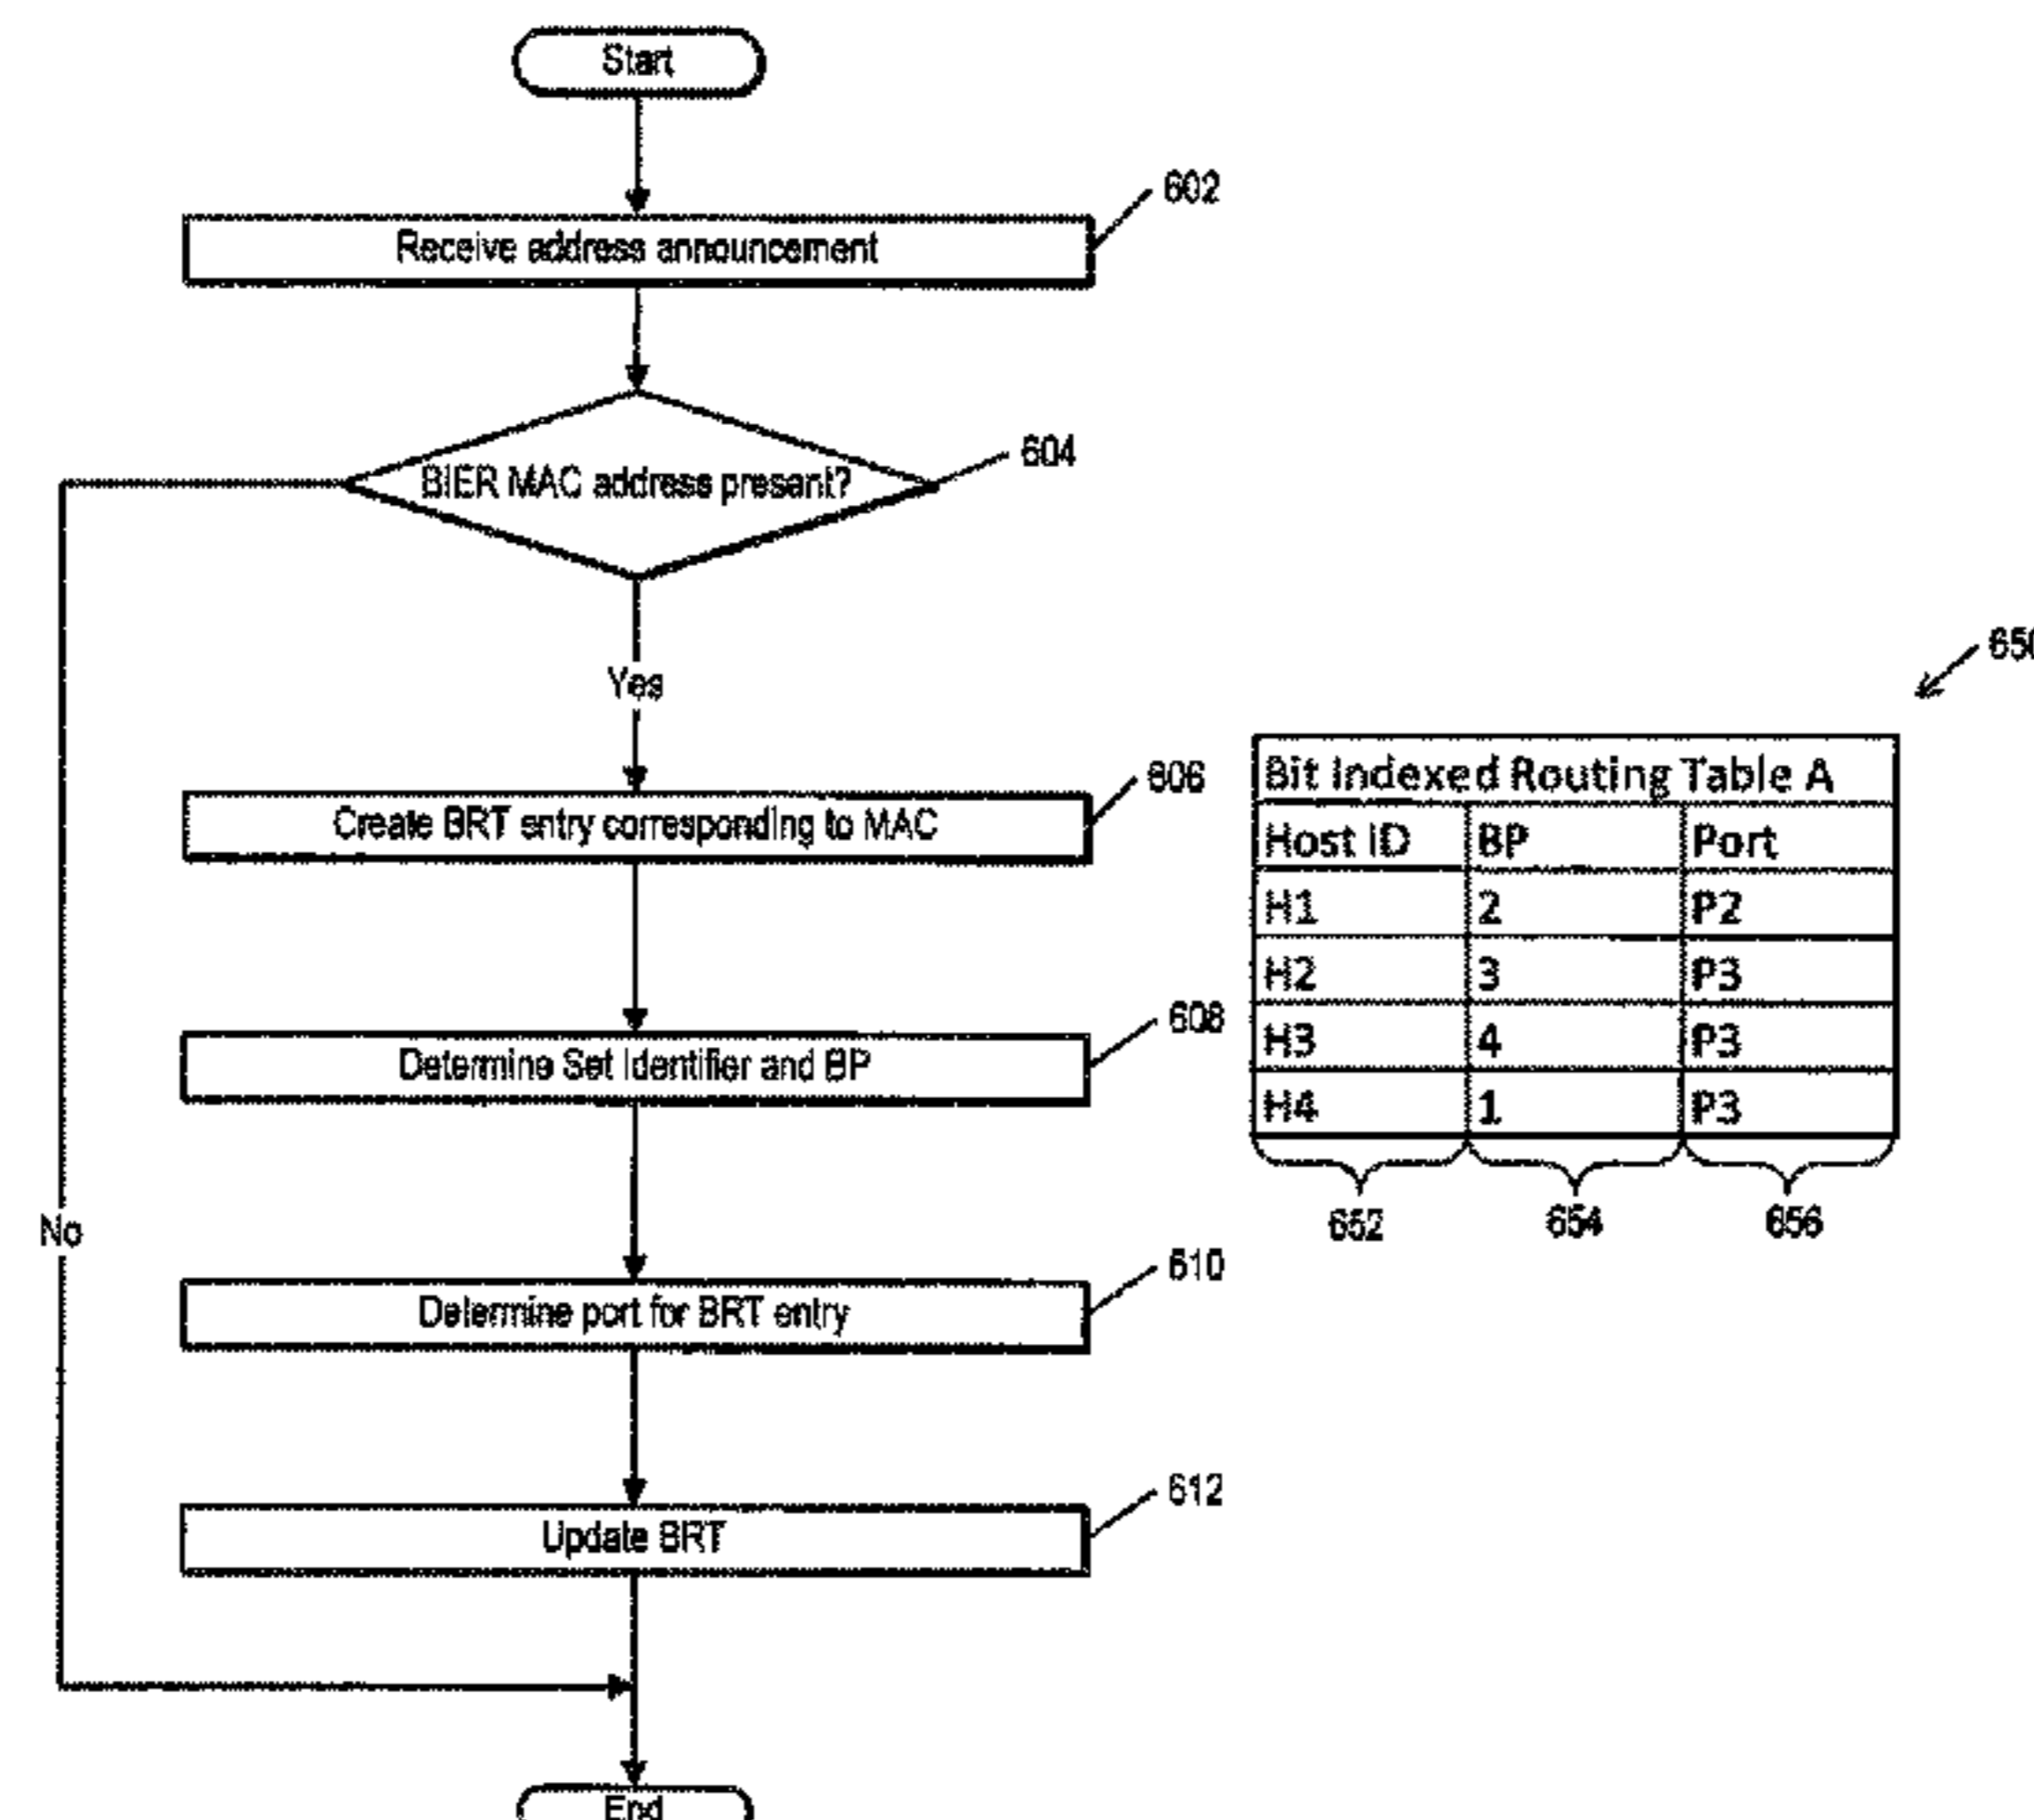 Start
602
Receive address announcement
604
BIER MAC address present?
Yes
606
Create BRT entry corresponding to MAC
608
Determine Set Identifier and BP
No
610
Determine port for BRT entry
612
Update BRT
End
650
Bit Indexed Routing Table A
Host ID BP Port
H1 2 P2
H2 3 P3
H3 4 P3
H4 1 P3
652 654 656